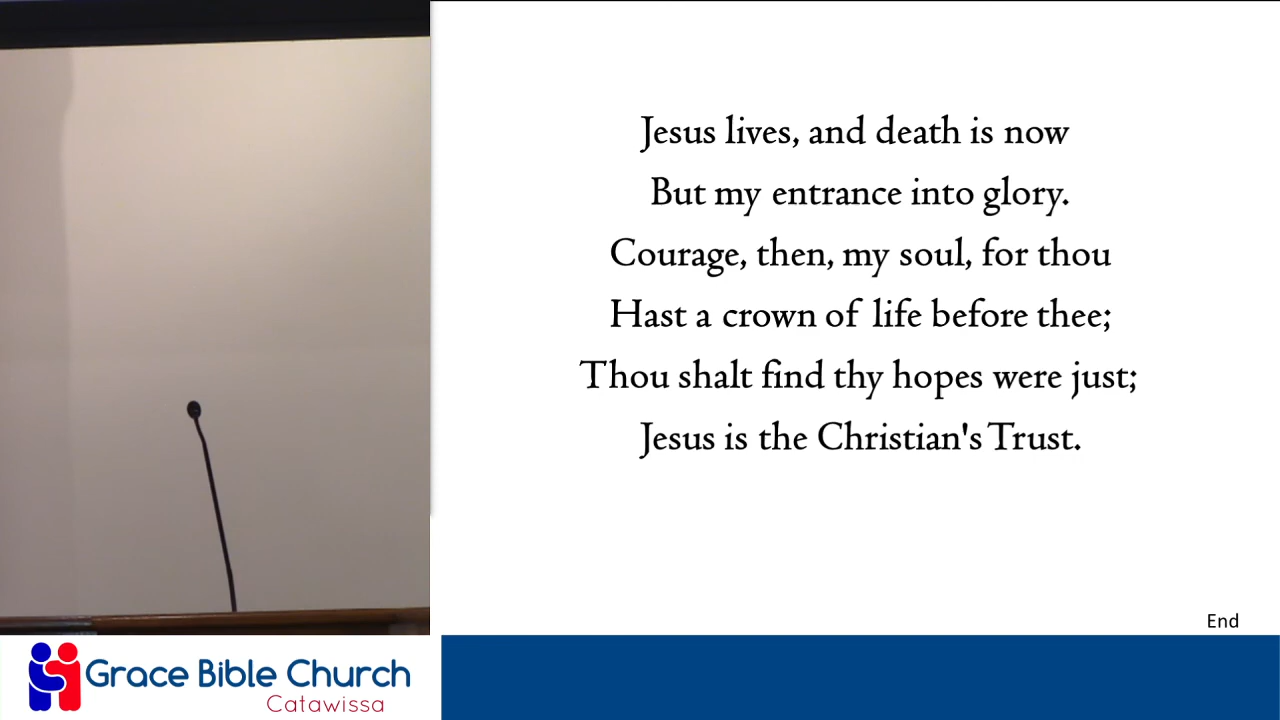 Jesus lives, and death is now
But my entrance into glory.
Courage, then, my soul, for thou
Hast a crown of life before thee;
Thou shalt find thy hopes were just;
Jesus is the Christian's Trust.
End
Grace Bible Church
Catawissa